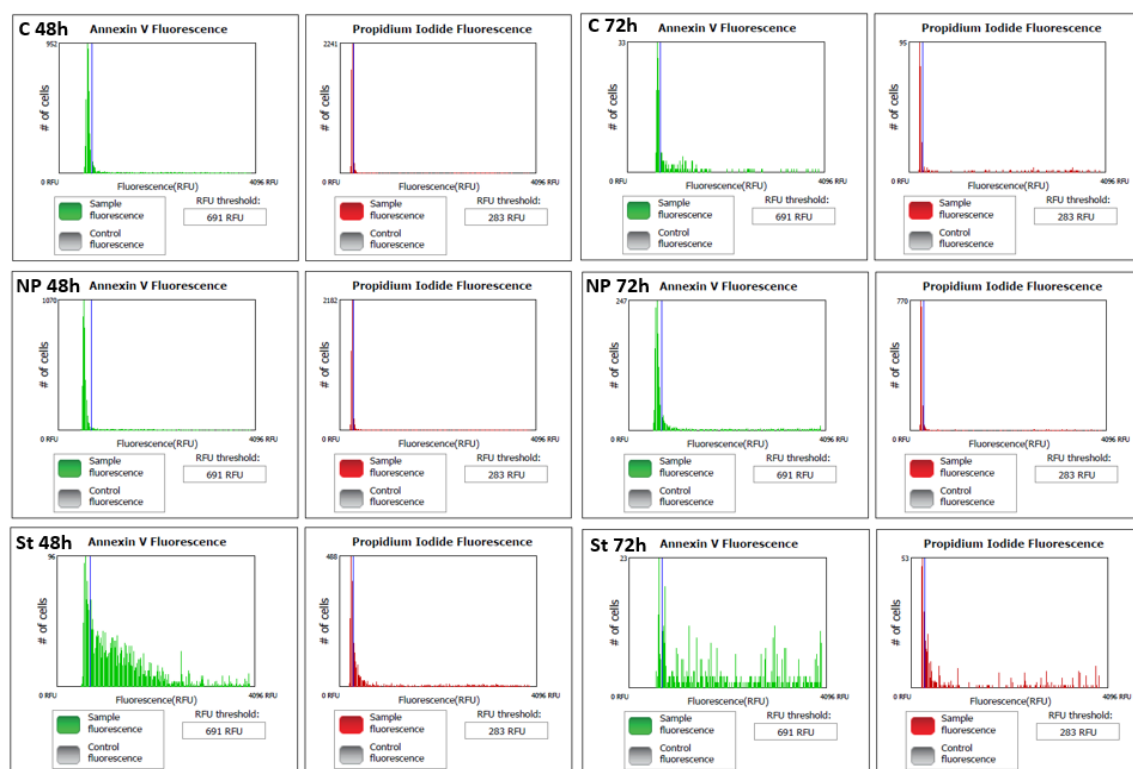 C 48h
Annexin V Fluorescence
952
# of cells
0 RFU
Fluorescence(RFU)
4096 RFU
Sample
fluorescence
Control
fluorescence
RFU threshold:
691 RFU
Propidium Iodide Fluorescence
2241
# of cells
0 RFU
Fluorescence(RFU)
4096 RFU
Sample
fluorescence
Control
fluorescence
RFU threshold:
283 RFU
C 72h
Annexin V Fluorescence
33
# of cells
0 RFU
Fluorescence(RFU)
4096 RFU
Sample
fluorescence
Control
fluorescence
RFU threshold:
691 RFU
Propidium Iodide Fluorescence
95
# of cells
0 RFU
Fluorescence(RFU)
4096 RFU
Sample
fluorescence
Control
fluorescence
RFU threshold:
283 RFU
NP 48h
Annexin V Fluorescence
1070
# of cells
0 RFU
Fluorescence(RFU)
4096 RFU
Sample
fluorescence
Control
fluorescence
RFU threshold:
691 RFU
Propidium Iodide Fluorescence
2182
# of cells
0 RFU
Fluorescence(RFU)
4096 RFU
Sample
fluorescence
Control
fluorescence
RFU threshold:
283 RFU
NP 72h
Annexin V Fluorescence
247
# of cells
0 RFU
Fluorescence(RFU)
4096 RFU
Sample
fluorescence
Control
fluorescence
RFU threshold:
691 RFU
Propidium Iodide Fluorescence
770
# of cells
0 RFU
Fluorescence(RFU)
4096 RFU
Sample
fluorescence
Control
fluorescence
RFU threshold:
283 RFU
St 48h
Annexin V Fluorescence
96
# of cells
0 RFU
Fluorescence(RFU)
4096 RFU
Sample
fluorescence
Control
fluorescence
RFU threshold:
691 RFU
Propidium Iodide Fluorescence
488
# of cells
0 RFU
Fluorescence(RFU)
4096 RFU
Sample
fluorescence
Control
fluorescence
RFU threshold:
283 RFU
St 72h
Annexin V Fluorescence
23
# of cells
0 RFU
Fluorescence(RFU)
4096 RFU
Sample
fluorescence
Control
fluorescence
RFU threshold:
691 RFU
Propidium Iodide Fluorescence
53
# of cells
0 RFU
Fluorescence(RFU)
4096 RFU
Sample
fluorescence
Control
fluorescence
RFU threshold:
283 RFU